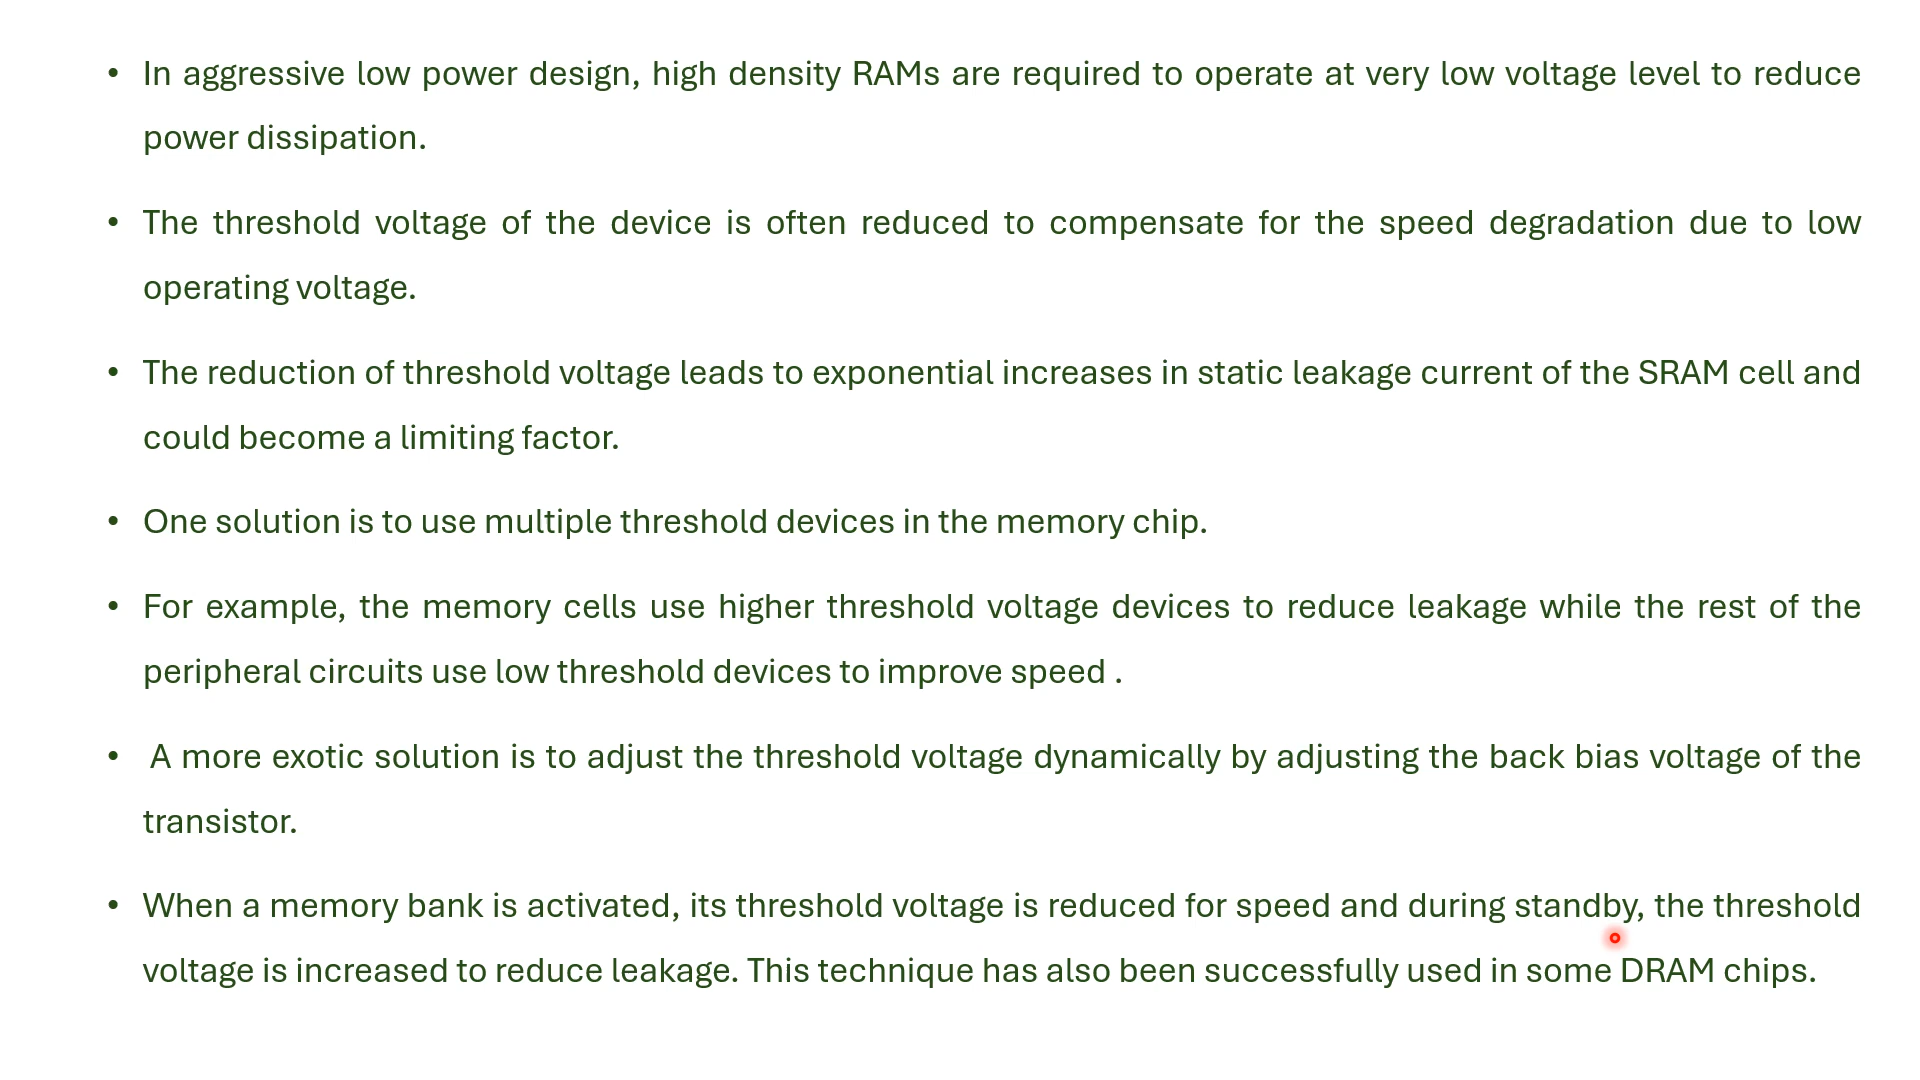 • In aggressive low power design, high density RAMs are required to operate at very low voltage level to reduce
power dissipation.
• The threshold voltage of the device is often reduced to compensate for the speed degradation due to low
operating voltage.
• The reduction of threshold voltage leads to exponential increases in static leakage current of the SRAM cell and
could become a limiting factor.
• One solution is to use multiple threshold devices in the memory chip.
• For example, the memory cells use higher threshold voltage devices to reduce leakage while the rest of the
peripheral circuits use low threshold devices to improve speed .
• A more exotic solution is to adjust the threshold voltage dynamically by adjusting the back bias voltage of the
transistor.
• When a memory bank is activated, its threshold voltage is reduced for speed and during standby, the threshold
voltage is increased to reduce leakage. This technique has also been successfully used in some DRAM chips.